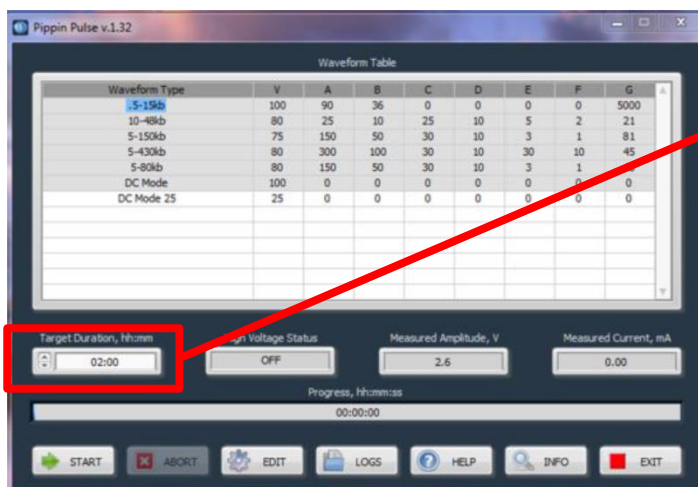 Pippin Pulse v.1.32
Waveform Table
Waveform Type V A B C D E F G
.5-15kb 100 90 36 0 0 0 0 5000
10-48kb 80 25 10 25 10 5 2 21
5-150kb 75 150 50 30 10 3 1 81
5-430kb 80 300 100 30 10 30 10 45
5-80kb 80 150 50 30 10 3 1
DC Mode 100 0 0 0 0 0 0 0
DC Mode 25 25 0 0 0 0 0 0 0
Target Duration, hh:mm Voltage Status Measured Amplitude, V Measured Current, mA
02:00 OFF 2.6 0.00
Progress, hh:mm:ss
00:00:00
START ABORT EDIT LOGS HELP INFO EXIT